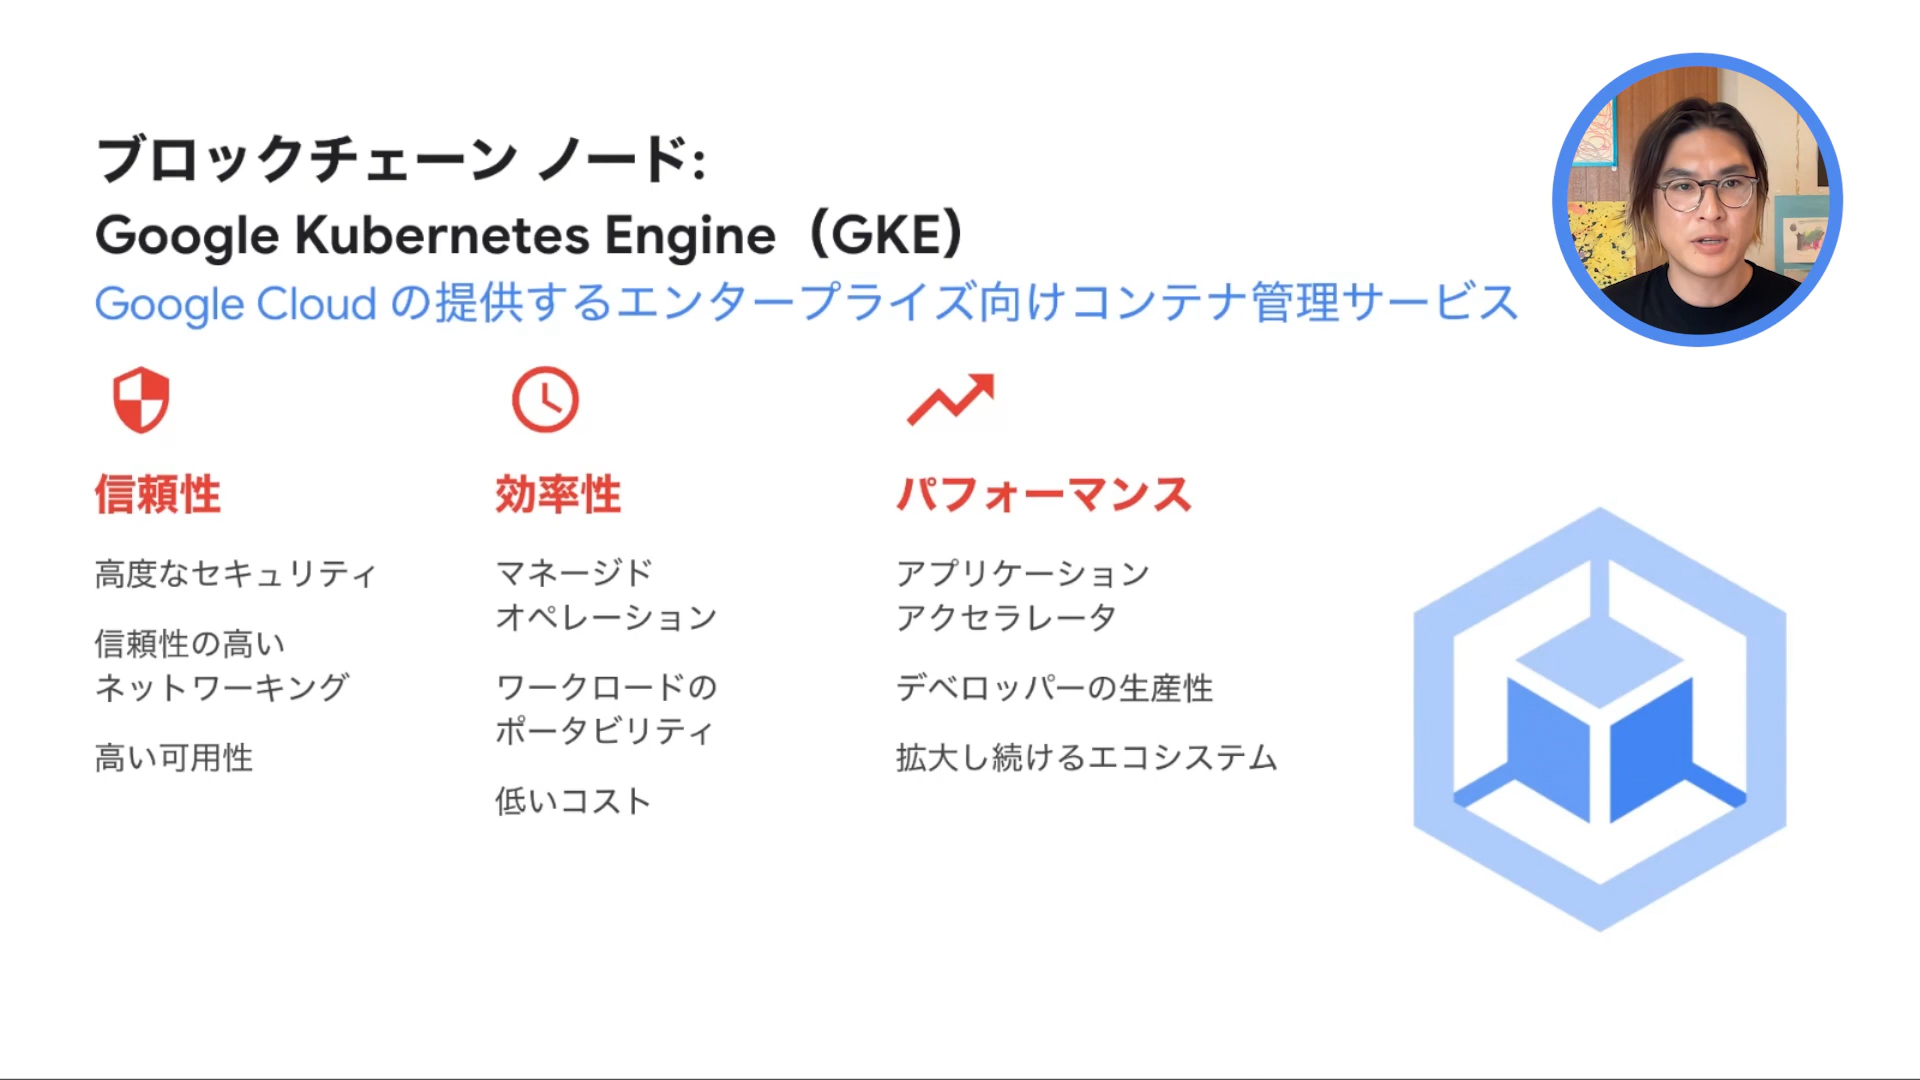 ブロックチェーン ノード:
Google Kubernetes Engine（GKE）
Google Cloud の提供するエンタープライズ向けコンテナ管理サービス
信頼性
高度なセキュリティ
信頼性の高い
ネットワーキング
高い可用性
効率性
マネージド
オペレーション
ワークロードの
ポータビリティ
低いコスト
パフォーマンス
アプリケーション
アクセラレータ
デベロッパーの生産性
拡大し続けるエコシステム